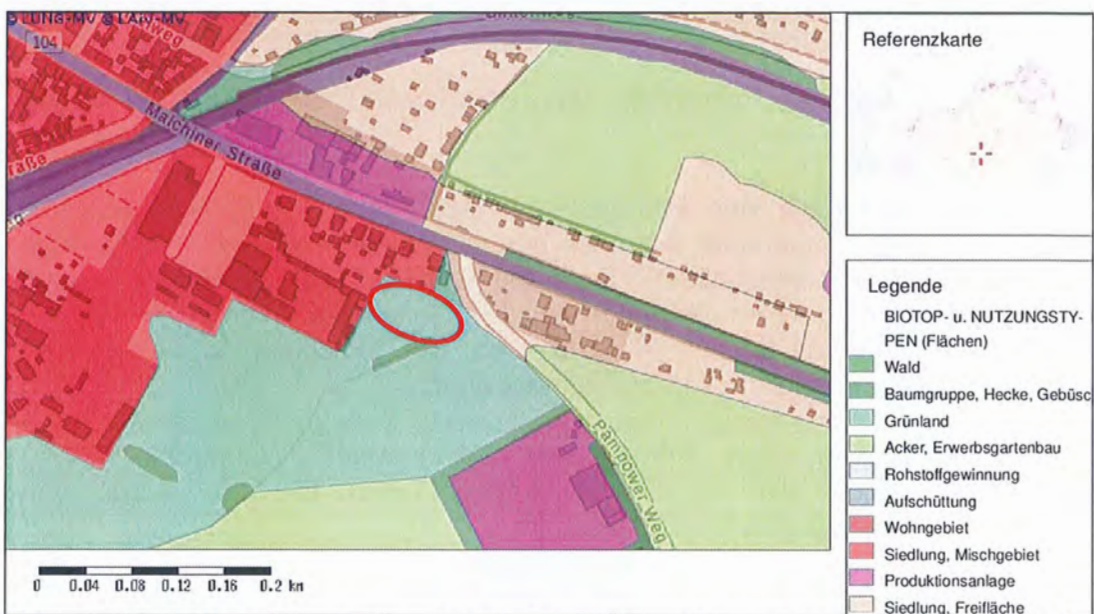 © LUNG-MV © LAiV-MV
104
Malchiner Straße
raße
Pampower Weg
0 0.04 0.08 0.12 0.16 0.2 km
Referenzkarte
Legende
BIOTOP- u. NUTZUNGSTY-
PEN (Flächen)
Wald
Baumgruppe, Hecke, Gebüsc
Grünland
Acker, Erwerbsgartenbau
Rohstoffgewinnung
Aufschüttung
Wohngebiet
Siedlung, Mischgebiet
Produktionsanlage
Siedlung, Freifläche